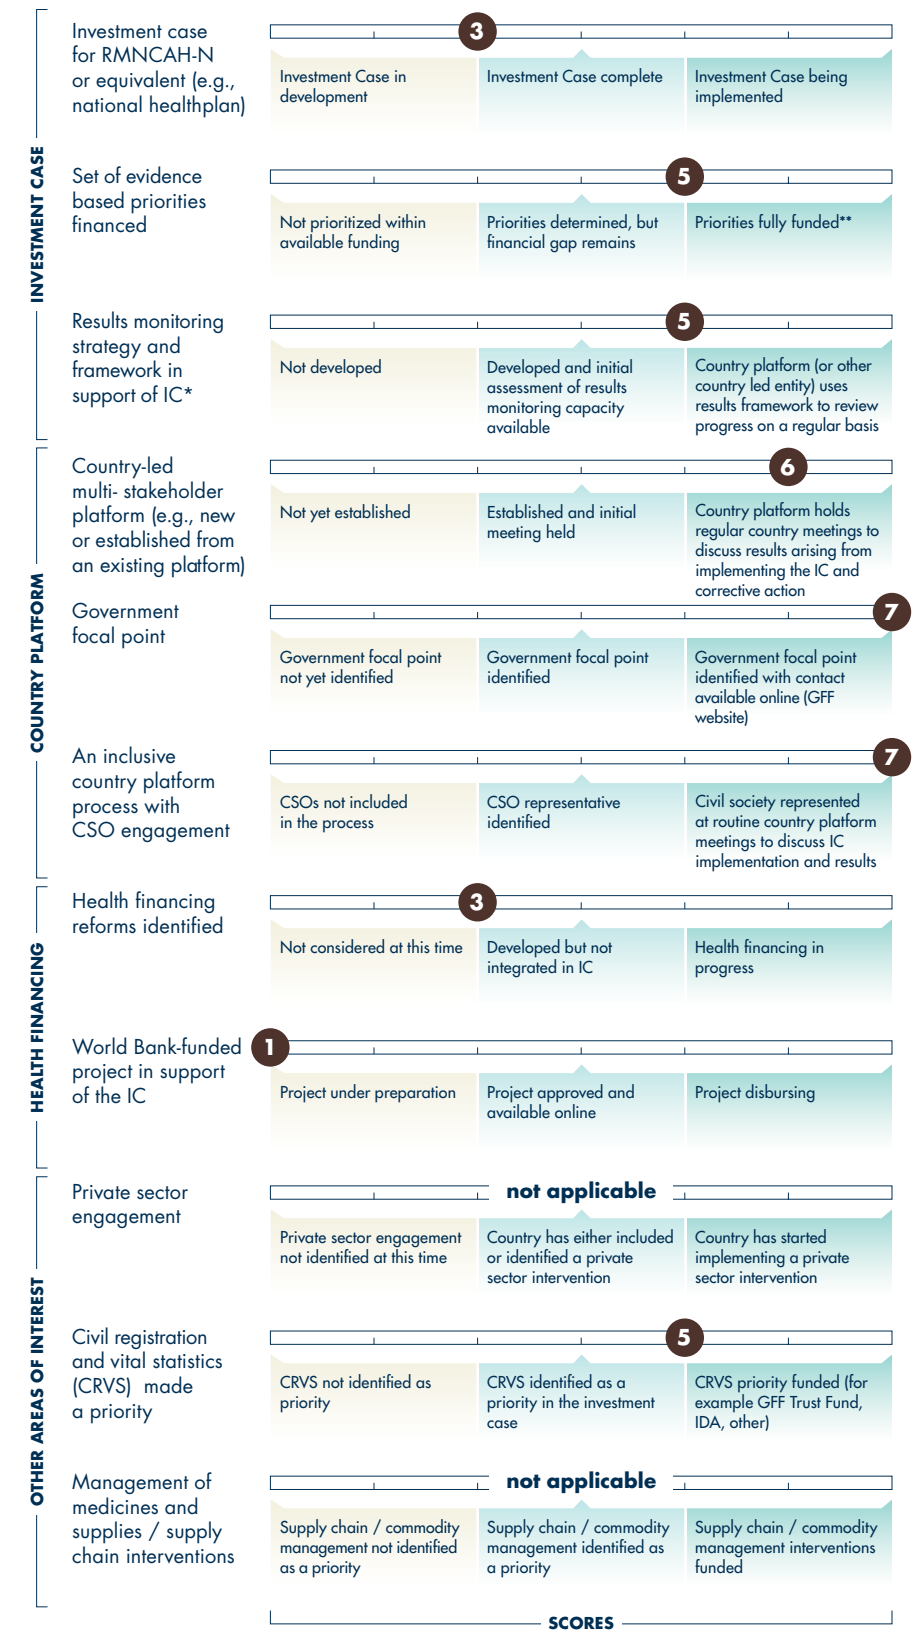 INVESTMENT CASE
Investment case
for RMNCAH-N
or equivalent (e.g.,
national healthplan)
3
Investment Case in
development
Investment Case complete
Investment Case being
implemented
Set of evidence
based priorities
financed
5
Not prioritized within
available funding
Priorities determined, but
financial gap remains
Priorities fully funded**
Results monitoring
strategy and
framework in
support of IC*
5
Not developed
Developed and initial
assessment of results
monitoring capacity
available
Country platform (or other
country led entity) uses
results framework to review
progress on a regular basis
COUNTRY PLATFORM
Country-led
multi- stakeholder
platform (e.g., new
or established from
an existing platform)
6
Not yet established
Established and initial
meeting held
Country platform holds
regular country meetings to
discuss results arising from
implementing the IC and
corrective action
Government
focal point
7
Government focal point
not yet identified
Government focal point
identified
Government focal point
identified with contact
available online (GFF
website)
An inclusive
country platform
process with
CSO engagement
7
CSOs not included
in the process
CSO representative
identified
Civil society represented
at routine country platform
meetings to discuss IC
implementation and results
HEALTH FINANCING
Health financing
reforms identified
3
Not considered at this time
Developed but not
integrated in IC
Health financing in
progress
World Bank-funded
project in support
of the IC
1
Project under preparation
Project approved and
available online
Project disbursing
OTHER AREAS OF INTEREST
Private sector
engagement
not applicable
Private sector engagement
not identified at this time
Country has either included
or identified a private
sector intervention
Country has started
implementing a private
sector intervention
Civil registration
and vital statistics
(CRVS) made
a priority
5
CRVS not identified as
priority
CRVS identified as a
priority in the investment
case
CRVS priority funded (for
example GFF Trust Fund,
IDA, other)
Management of
medicines and
supplies / supply
chain interventions
not applicable
Supply chain / commodity
management not identified
as a priority
Supply chain / commodity
management identified as
a priority
Supply chain / commodity
management interventions
funded
SCORES